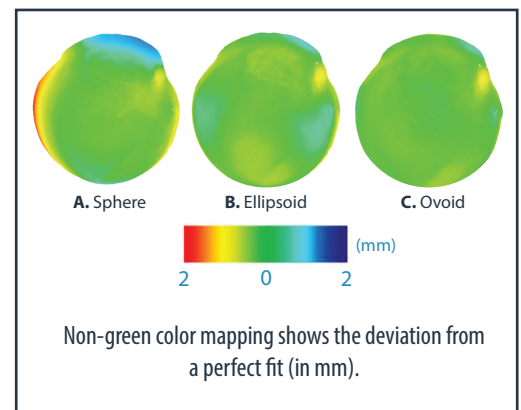 A. Sphere B. Ellipsoid C. Ovoid
(mm)
2 0 2
Non-green color mapping shows the deviation from
a perfect fit (in mm).